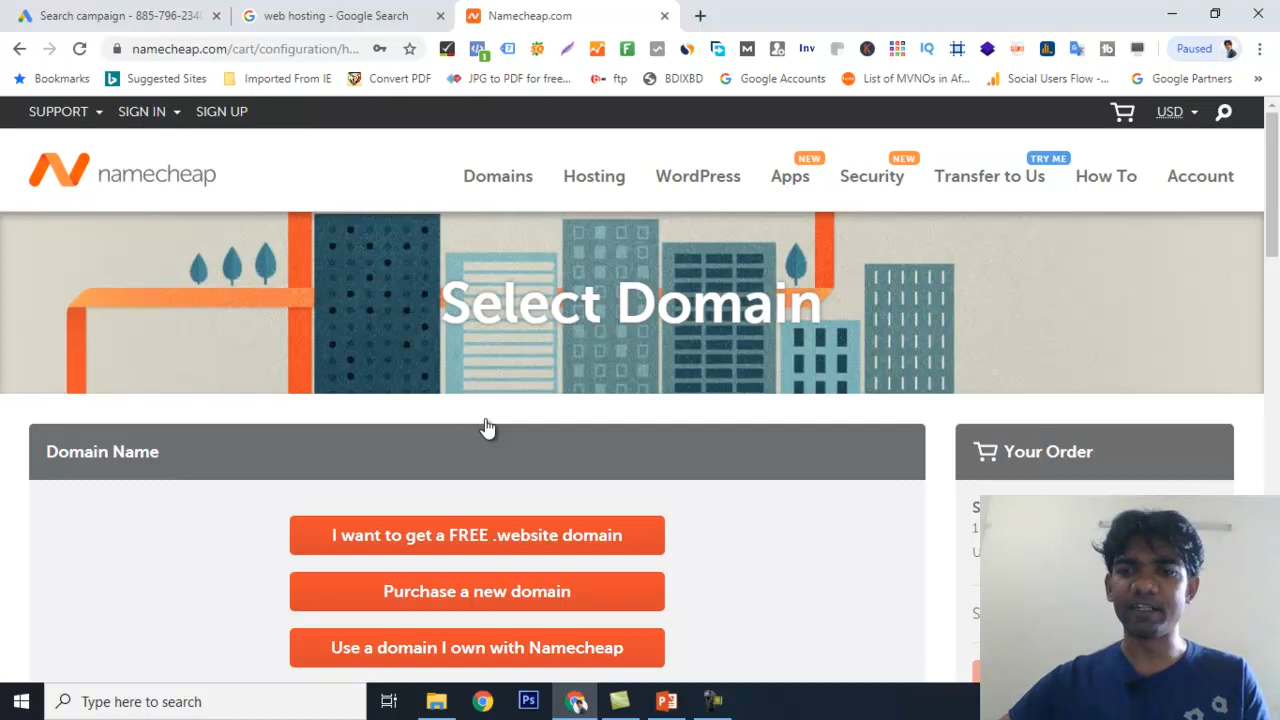 Search campaign - 885-796-2340
web hosting - Google Search
Namecheap.com
namecheap.com/cart/configuration/h...
Inv
IQ
Paused
Bookmarks
Suggested Sites
Imported From IE
Convert PDF
JPG to PDF for free...
ftp
BDIXBD
Google Accounts
List of MVNOs in Af...
Social Users Flow -...
Google Partners
SUPPORT
SIGN IN
SIGN UP
USD
namecheap
Domains
Hosting
WordPress
Apps
NEW
Security
NEW
Transfer to Us
TRY ME
How To
Account
Select Domain
Domain Name
Your Order
I want to get a FREE .website domain
Purchase a new domain
Use a domain I own with Namecheap
Type here to search
Ps